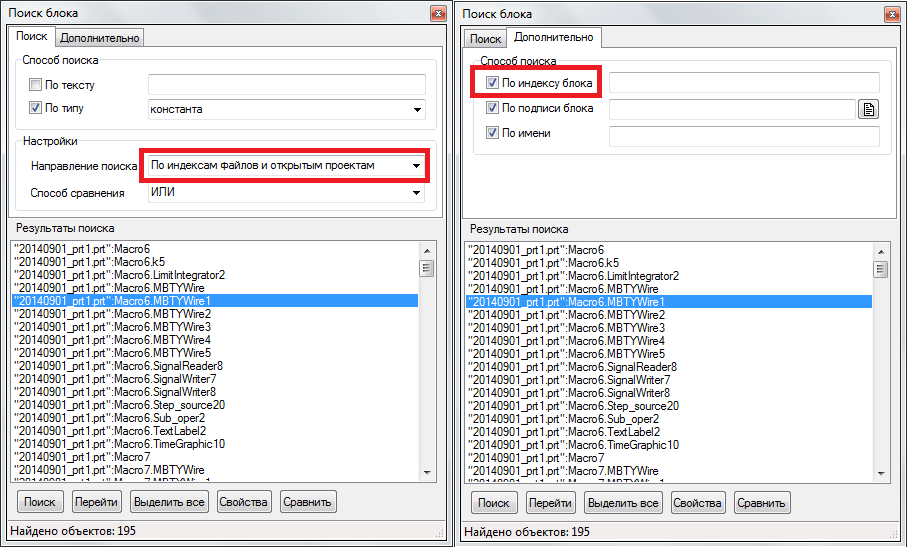 Поиск блока
Поиск
Дополнительно
Способ поиска
По тексту
По типу
константа
Настройки
Направление поиска
По индексам файлов и открытым проектам
Способ сравнения
ИЛИ
Результаты поиска
"20140901_prt1.prt":Macro6
"20140901_prt1.prt":Macro6.k5
"20140901_prt1.prt":Macro6.LimitIntegrator2
"20140901_prt1.prt":Macro6.MBTYWire
"20140901_prt1.prt":Macro6.MBTYWire1
"20140901_prt1.prt":Macro6.MBTYWire2
"20140901_prt1.prt":Macro6.MBTYWire3
"20140901_prt1.prt":Macro6.MBTYWire4
"20140901_prt1.prt":Macro6.MBTYWire5
"20140901_prt1.prt":Macro6.SignalReader8
"20140901_prt1.prt":Macro6.SignalWriter7
"20140901_prt1.prt":Macro6.SignalWriter8
"20140901_prt1.prt":Macro6.Step_source20
"20140901_prt1.prt":Macro6.Sub_oper2
"20140901_prt1.prt":Macro6.TextLabel2
"20140901_prt1.prt":Macro6.TimeGraphic10
"20140901_prt1.prt":Macro7
"20140901_prt1.prt":Macro7.MBTYWire
"20140901_prt1.prt":Macro7.MBTYWire1
Поиск
Перейти
Выделить все
Свойства
Сравнить
Найдено объектов: 195
Поиск блока
Поиск
Дополнительно
Способ поиска
По индексу блока
По подписи блока
По имени
Результаты поиска
"20140901_prt1.prt":Macro6
"20140901_prt1.prt":Macro6.k5
"20140901_prt1.prt":Macro6.LimitIntegrator2
"20140901_prt1.prt":Macro6.MBTYWire
"20140901_prt1.prt":Macro6.MBTYWire1
"20140901_prt1.prt":Macro6.MBTYWire2
"20140901_prt1.prt":Macro6.MBTYWire3
"20140901_prt1.prt":Macro6.MBTYWire4
"20140901_prt1.prt":Macro6.MBTYWire5
"20140901_prt1.prt":Macro6.SignalReader8
"20140901_prt1.prt":Macro6.SignalWriter7
"20140901_prt1.prt":Macro6.SignalWriter8
"20140901_prt1.prt":Macro6.Step_source20
"20140901_prt1.prt":Macro6.Sub_oper2
"20140901_prt1.prt":Macro6.TextLabel2
"20140901_prt1.prt":Macro6.TimeGraphic10
"20140901_prt1.prt":Macro7
"20140901_prt1.prt":Macro7.MBTYWire
"20140901_prt1.prt":Macro7.MBTYWire1
Поиск
Перейти
Выделить все
Свойства
Сравнить
Найдено объектов: 195